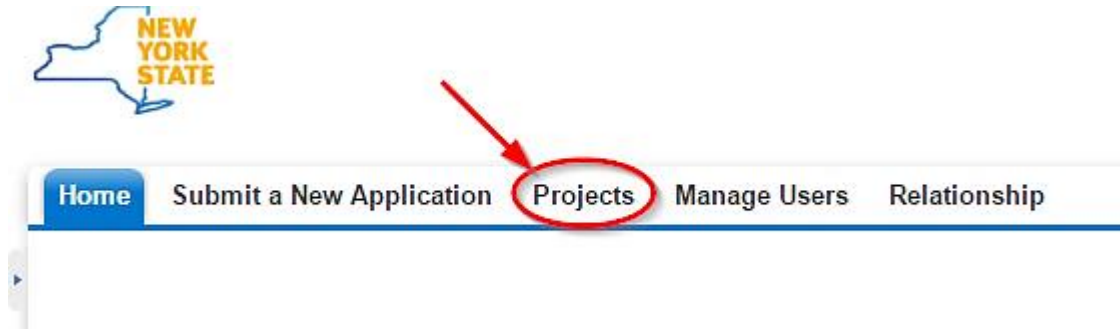 NEW
YORK
STATE
Home Submit a New Application Projects Manage Users Relationship